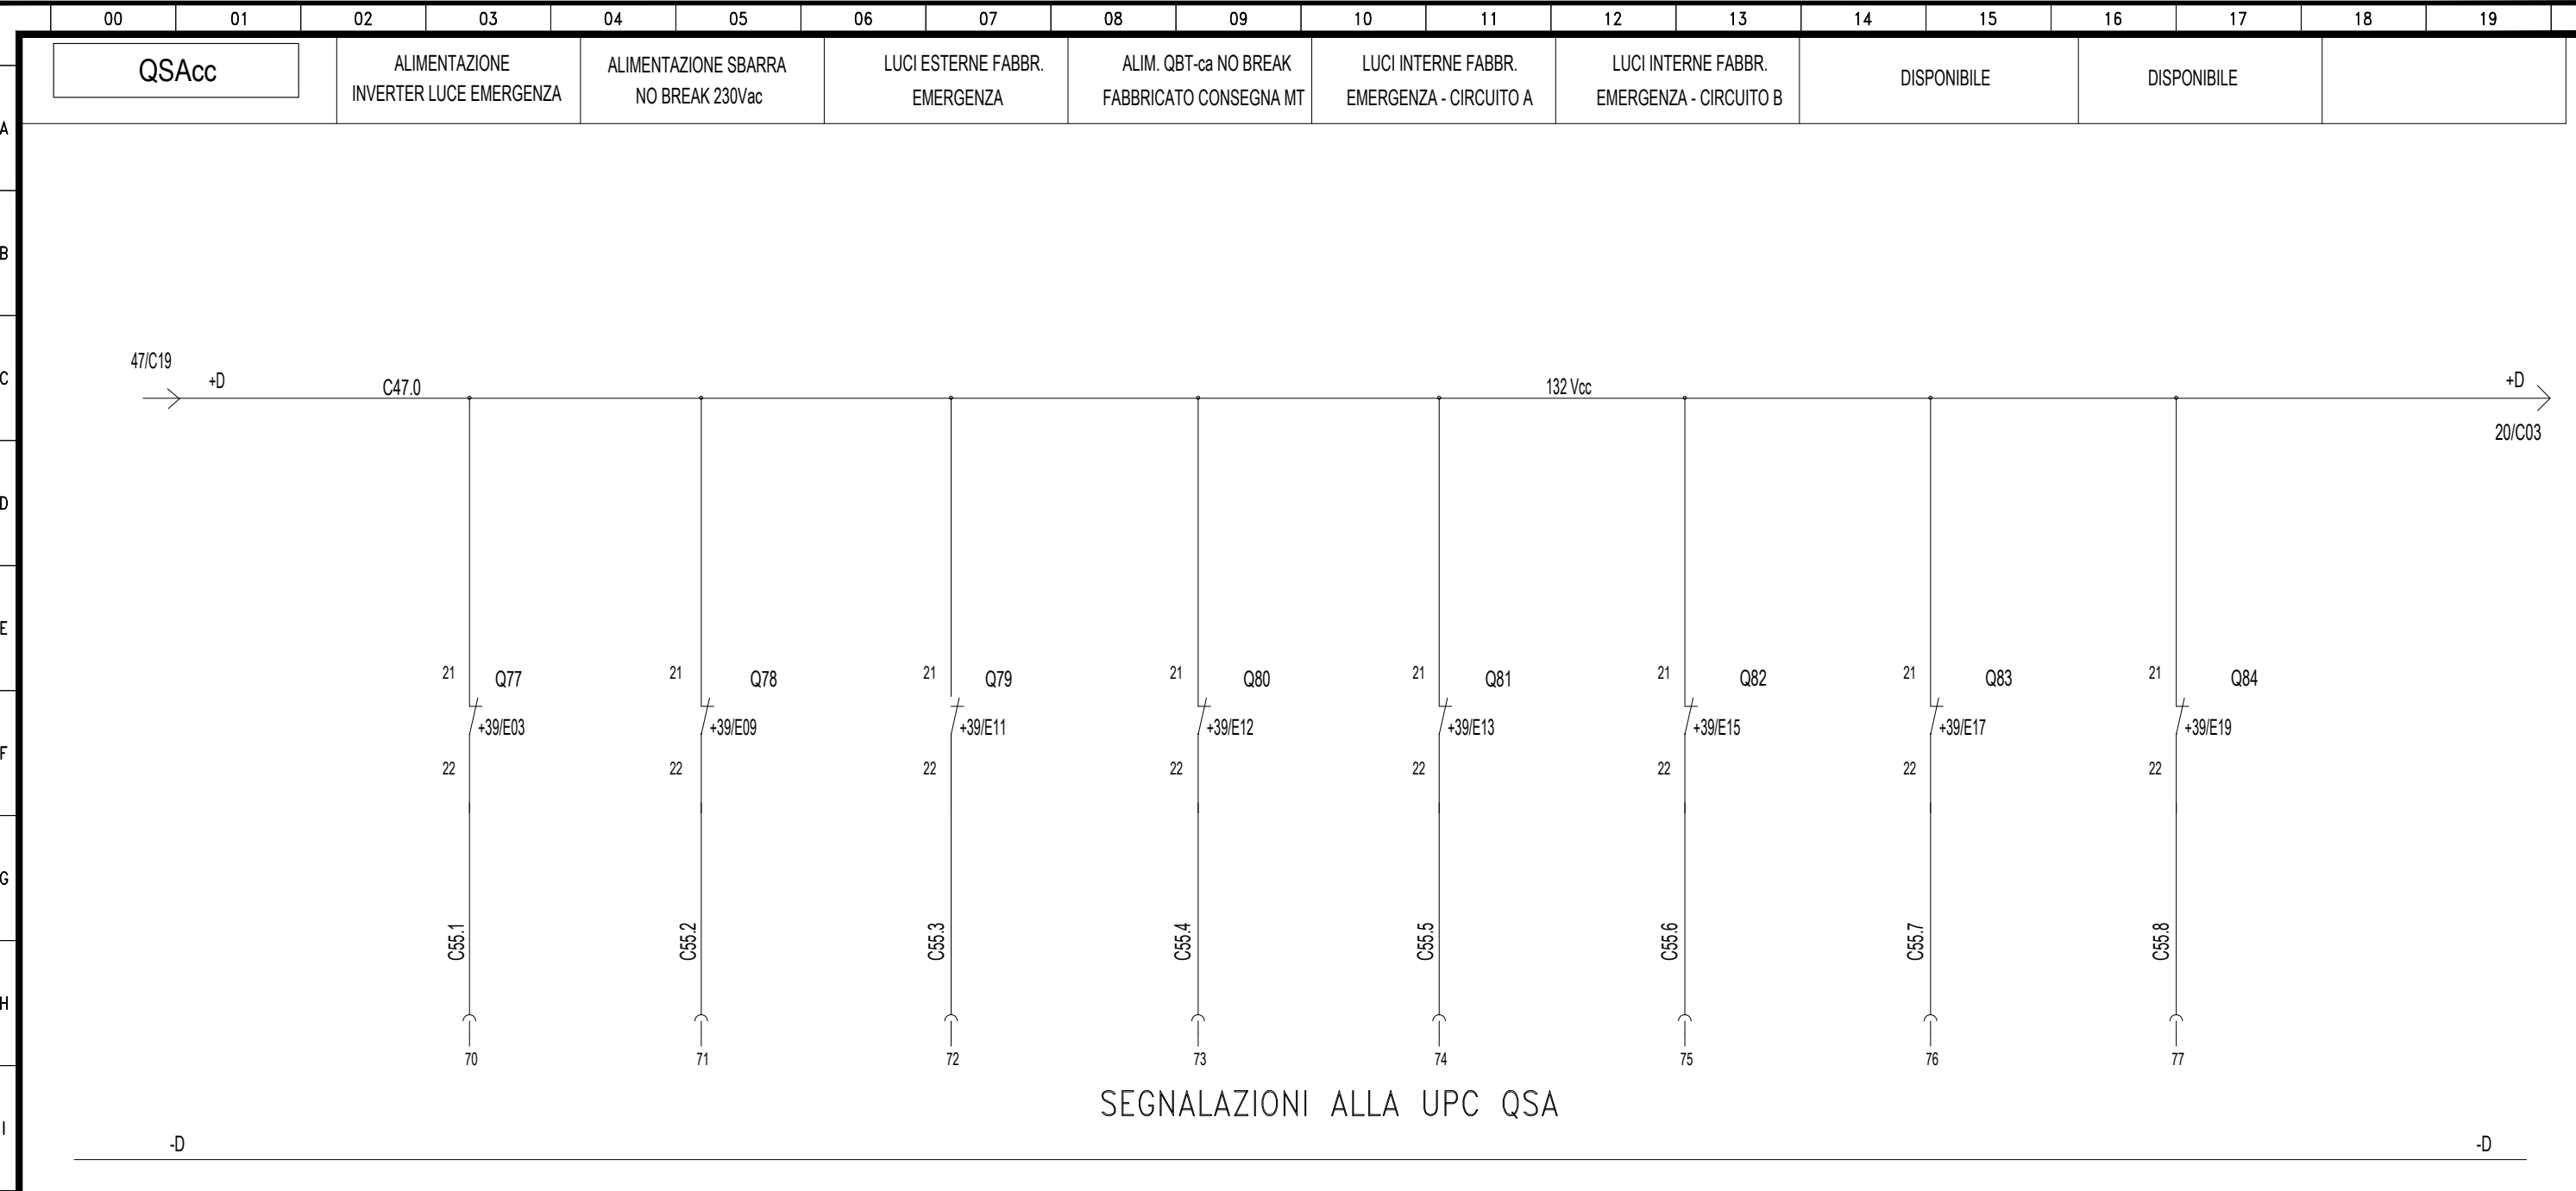 00 01 02 03 04 05 06 07 08 09 10 11 12 13 14 15 16 17 18 19
QSAcc
ALIMENTAZIONE
INVERTER LUCE EMERGENZA
ALIMENTAZIONE SBARRA
NO BREAK 230Vac
LUCI ESTERNE FABBR.
EMERGENZA
ALIM. QBT-ca NO BREAK
FABBRICATO CONSEGNA MT
LUCI INTERNE FABBR.
EMERGENZA - CIRCUITO A
LUCI INTERNE FABBR.
EMERGENZA - CIRCUITO B
DISPONIBILE
DISPONIBILE
A
B
47/C19
C
+D
C47.0
132 Vcc
+D
20/C03
D
E
21 Q77 21 Q78 21 Q79 21 Q80 21 Q81 21 Q82 21 Q83 21 Q84
+39/E03 +39/E09 +39/E11 +39/E12 +39/E13 +39/E15 +39/E17 +39/E19
F
22 22 22 22 22 22 22 22
G
C55.1 C55.2 C55.3 C55.4 C55.5 C55.6 C55.7 C55.8
H
70 71 72 73 74 75 76 77
SEGNALAZIONI ALLA UPC QSA
I
-D -D